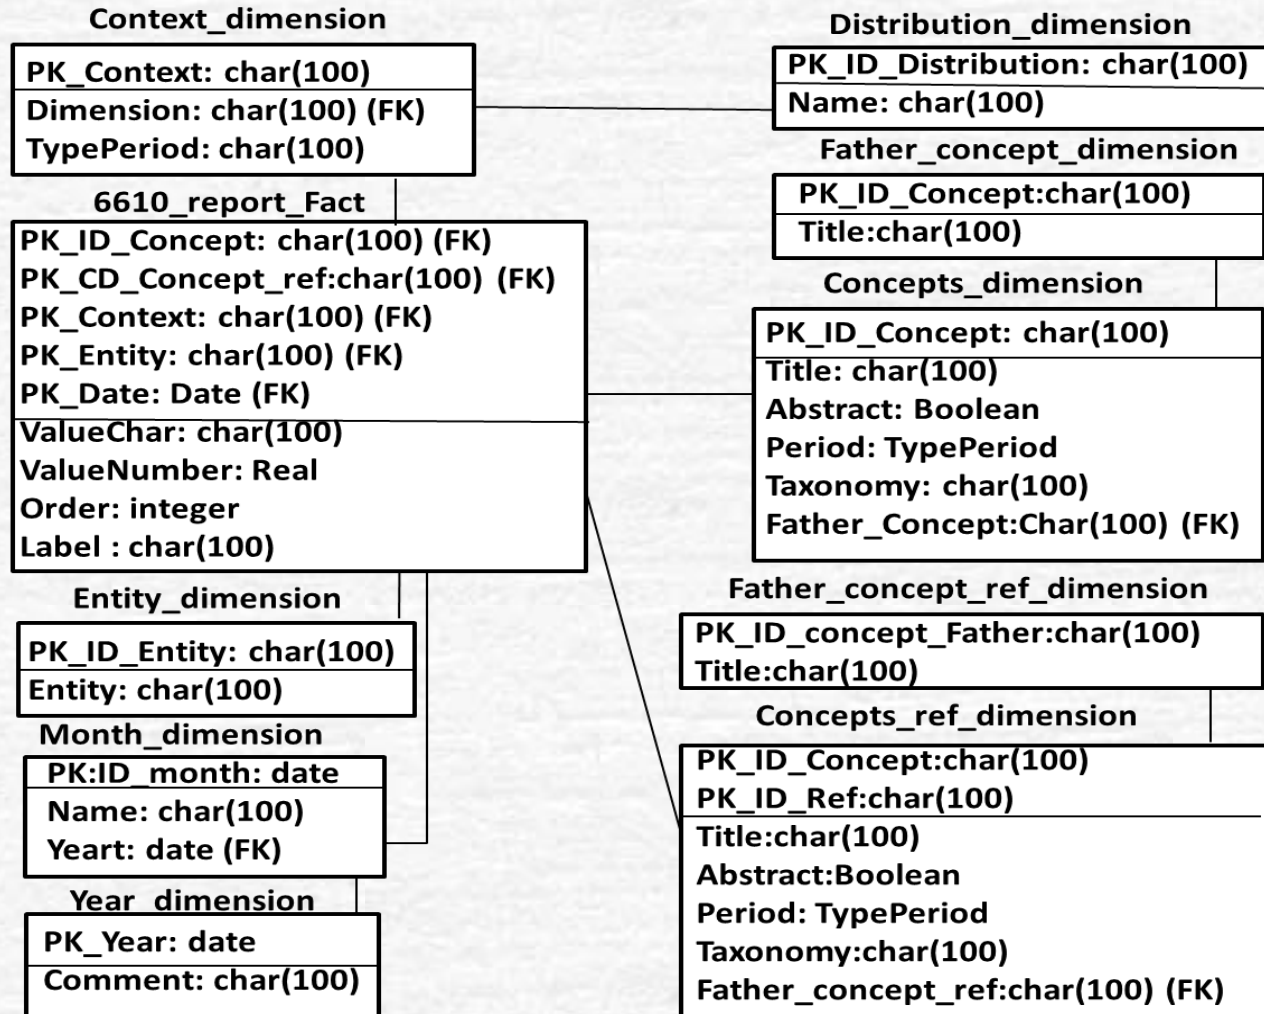 Context_dimension
PK_Context: char(100)
Dimension: char(100) (FK)
TypePeriod: char(100)
6610_report_Fact
PK_ID_Concept: char(100) (FK)
PK_CD_Concept_ref:char(100) (FK)
PK_Context: char(100) (FK)
PK_Entity: char(100) (FK)
PK_Date: Date (FK)
ValueChar: char(100)
ValueNumber: Real
Order: integer
Label : char(100)
Entity_dimension
PK_ID_Entity: char(100)
Entity: char(100)
Month_dimension
PK:ID_month: date
Name: char(100)
Yeart: date (FK)
Year_dimension
PK_Year: date
Comment: char(100)
Distribution_dimension
PK_ID_Distribution: char(100)
Name: char(100)
Father_concept_dimension
PK_ID_Concept:char(100)
Title:char(100)
Concepts_dimension
PK_ID_Concept: char(100)
Title: char(100)
Abstract: Boolean
Period: TypePeriod
Taxonomy: char(100)
Father_Concept:Char(100) (FK)
Father_concept_ref_dimension
PK_ID_concept_Father:char(100)
Title:char(100)
Concepts_ref_dimension
PK_ID_Concept:char(100)
PK_ID_Ref:char(100)
Title:char(100)
Abstract:Boolean
Period: TypePeriod
Taxonomy:char(100)
Father_concept_ref:char(100) (FK)